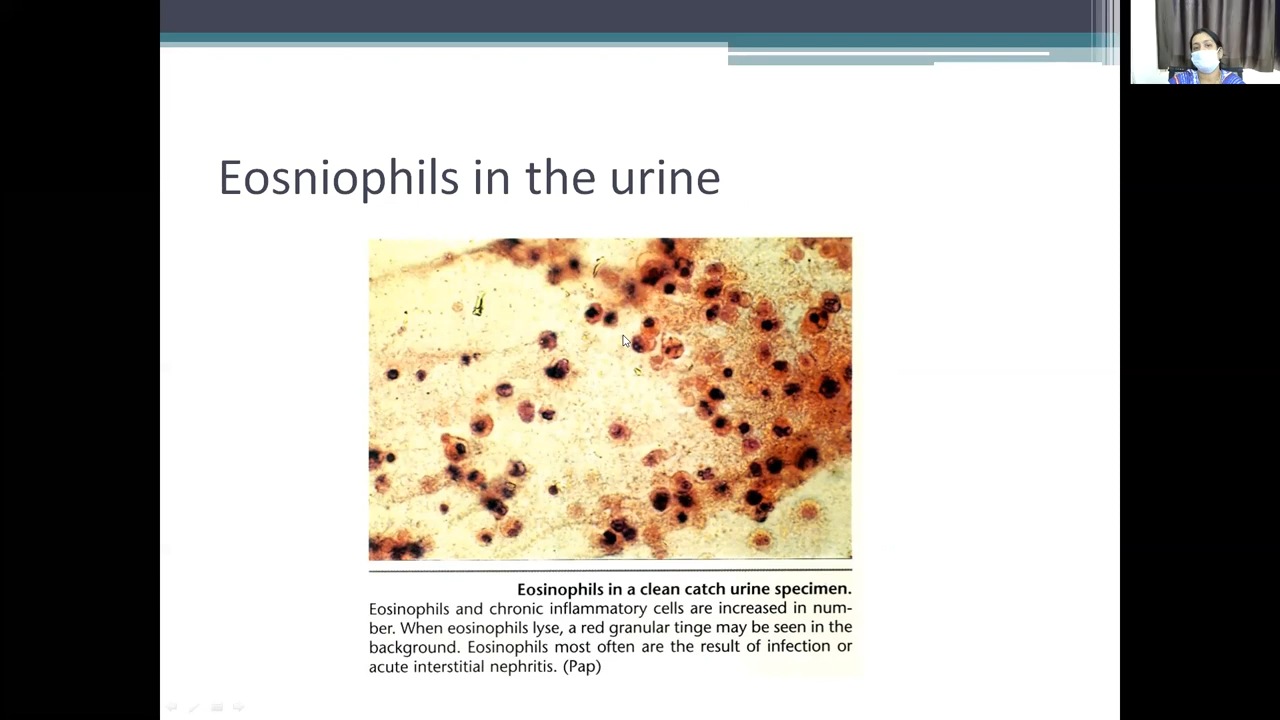 Eosniophils in the urine
Eosinophils in a clean catch urine specimen.
Eosinophils and chronic inflammatory cells are increased in num-
ber. When eosinophils lyse, a red granular tinge may be seen in the
background. Eosinophils most often are the result of infection or
acute interstitial nephritis. (Pap)